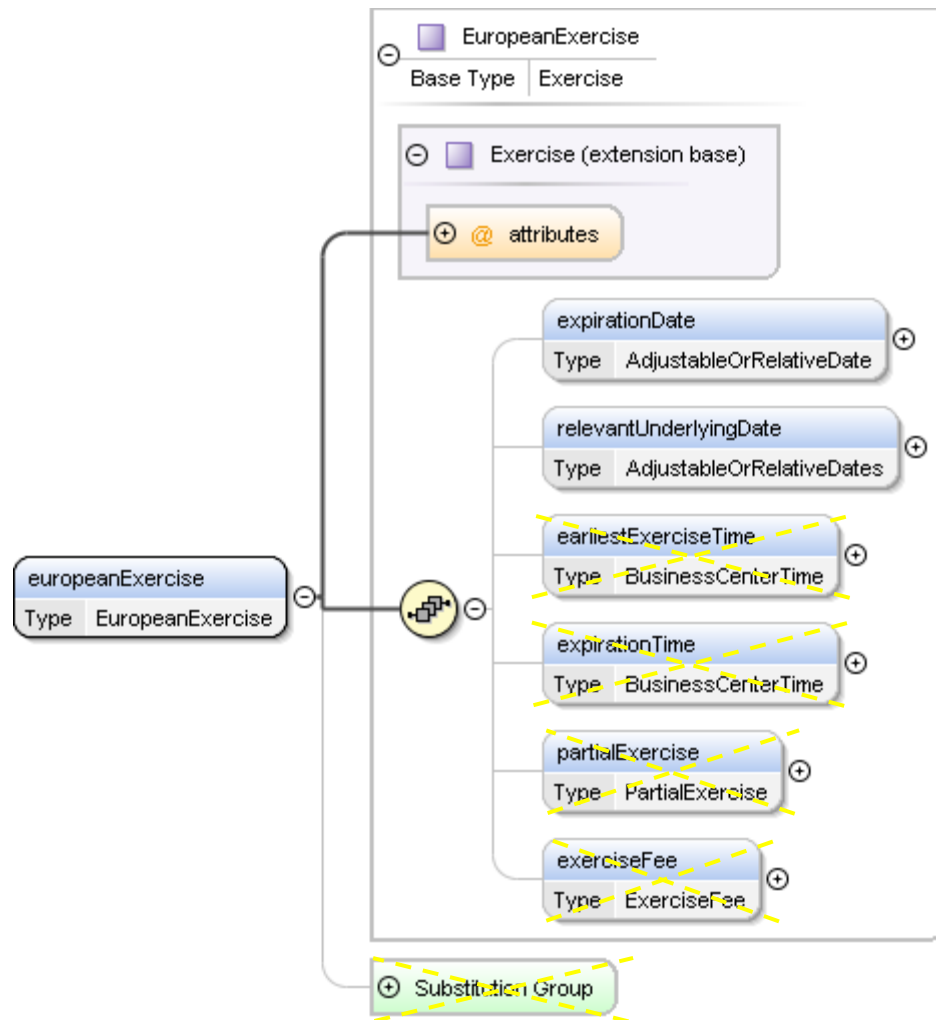 EuropeanExercise
Base Type Exercise
Exercise (extension base)
@ attributes
expirationDate
Type AdjustableOrRelativeDate
relevantUnderlyingDate
Type AdjustableOrRelativeDates
earliestExerciseTime
Type BusinessCenterTime
europeanExercise
Type EuropeanExercise
expirationTime
Type BusinessCenterTime
partialExercise
Type PartialExercise
exerciseFee
Type ExerciseFee
Substitution Group